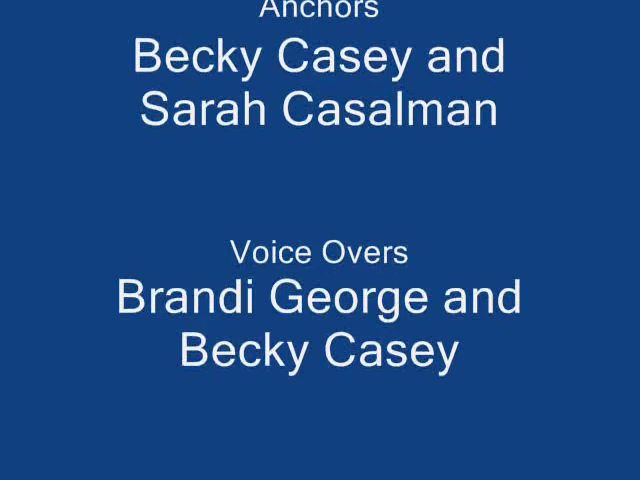 Anchors
Becky Casey and
Sarah Casalman
Voice Overs
Brandi George and
Becky Casey